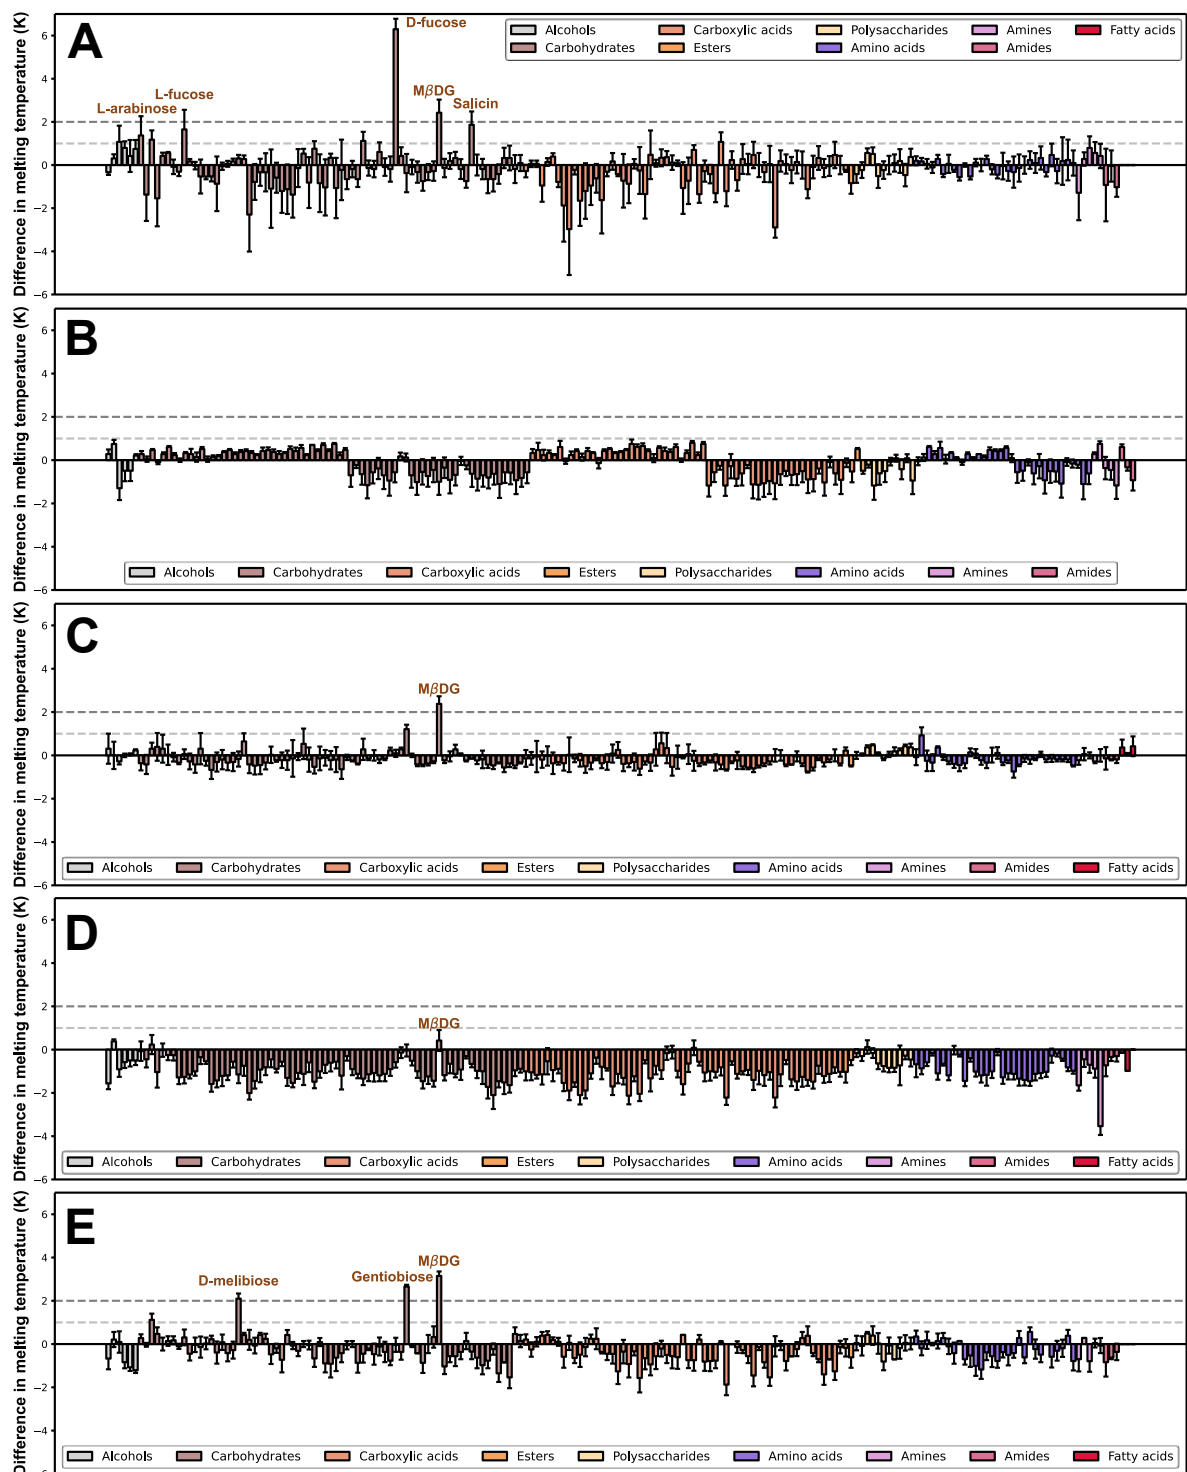 A
Difference in melting temperature (K)
6
4
2
0
−2
−4
−6
D-fucose
L-fucose
L-arabinose
MβDG
Salicin
Alcohols
Carbohydrates
Carboxylic acids
Esters
Polysaccharides
Amino acids
Amines
Amides
Fatty acids
B
Difference in melting temperature (K)
6
4
2
0
−2
−4
−6
Alcohols Carbohydrates Carboxylic acids Esters Polysaccharides Amino acids Amines Amides
C
Difference in melting temperature (K)
6
4
2
0
−2
−4
−6
MβDG
Alcohols Carbohydrates Carboxylic acids Esters Polysaccharides Amino acids Amines Amides Fatty acids
D
Difference in melting temperature (K)
6
4
2
0
−2
−4
−6
MβDG
Alcohols Carbohydrates Carboxylic acids Esters Polysaccharides Amino acids Amines Amides Fatty acids
E
Difference in melting temperature (K)
6
4
2
0
−2
−4
−6
D-melibiose
Gentiobiose
MβDG
Alcohols Carbohydrates Carboxylic acids Esters Polysaccharides Amino acids Amines Amides Fatty acids